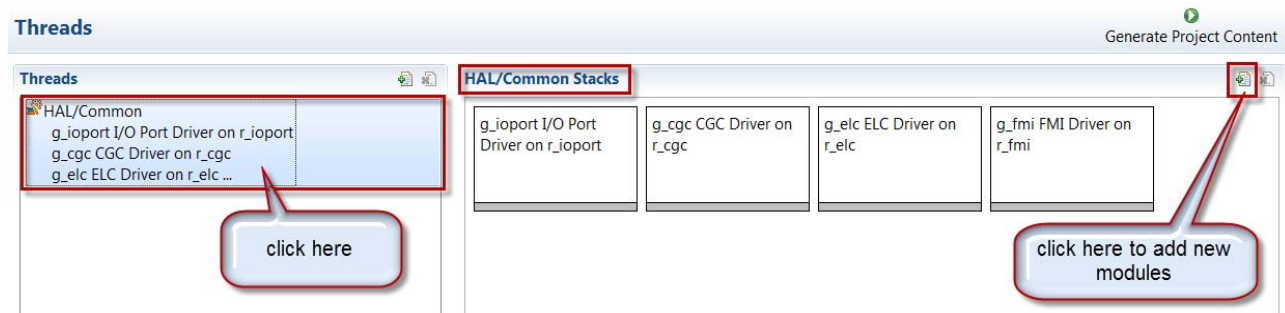 Threads
Generate Project Content
Threads
HAL/Common
g_ioport I/O Port Driver on r_ioport
g_cgc CGC Driver on r_cgc
g_elc ELC Driver on r_elc ...
click here
HAL/Common Stacks
g_ioport I/O Port
Driver on r_ioport
g_cgc CGC Driver on
r_cgc
g_elc ELC Driver on
r_elc
g_fmi FMI Driver on
r_fmi
click here to add new
modules